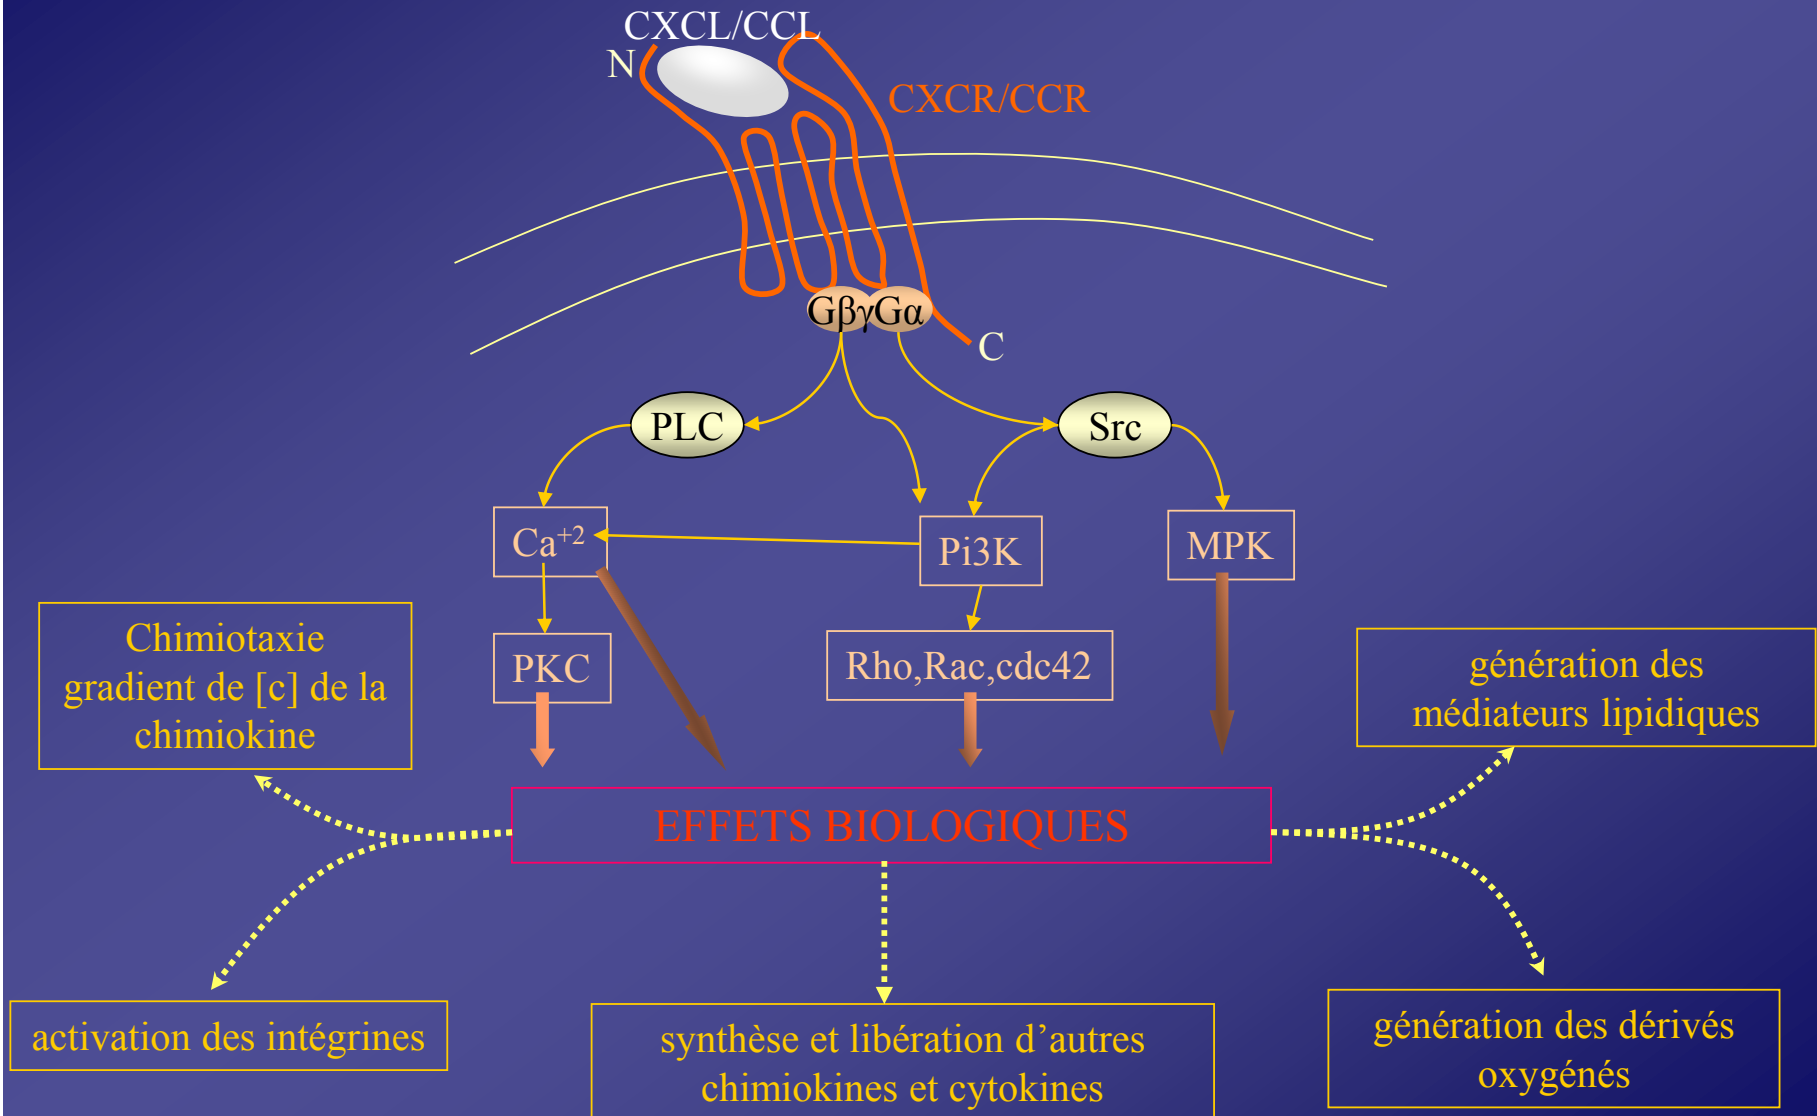 CXCL/CCL
N
CXCR/CCR
GβγGα
C
PLC
Src
Ca⁺²
Pi3K
MPK
PKC
Rho,Rac,cdc42
Chimiotaxie
gradient de [c] de la
chimiokine
génération des
médiateurs lipidiques
EFFETS BIOLOGIQUES
activation des intégrines
synthèse et libération d’autres
chimiokines et cytokines
génération des dérivés
oxygénés